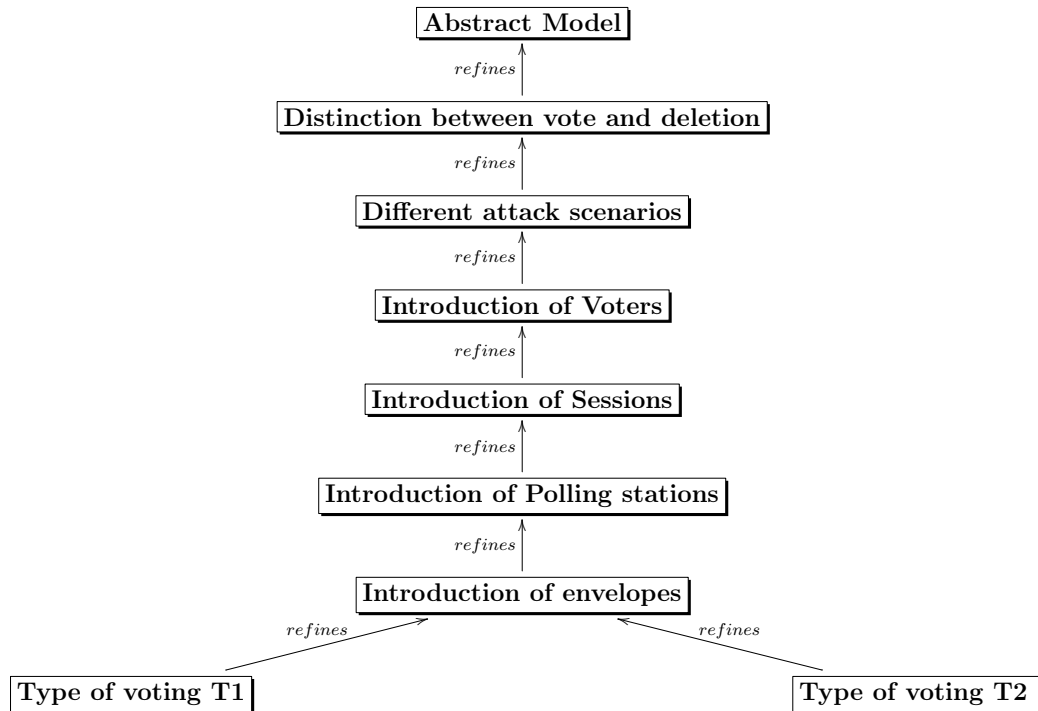 Abstract Model
refines
Distinction between vote and deletion
refines
Different attack scenarios
refines
Introduction of Voters
refines
Introduction of Sessions
refines
Introduction of Polling stations
refines
Introduction of envelopes
refines
refines
Type of voting T1
Type of voting T2